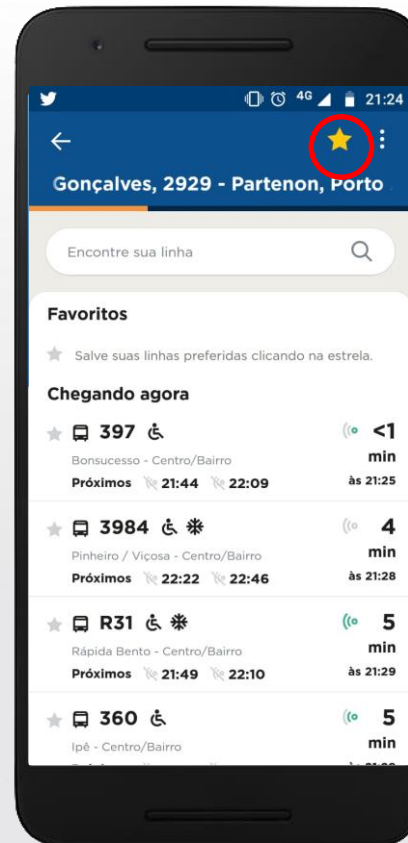 4G 21:24
Gonçalves, 2929 - Partenon, Porto
Encontre sua linha
Favoritos
Salve suas linhas preferidas clicando na estrela.
Chegando agora
397 <1
Bonsucesso - Centro/Bairro min
Próximos 21:44 22:09 às 21:25
3984 4
Pinheiro / Viçosa - Centro/Bairro min
Próximos 22:22 22:46 às 21:28
R31 5
Rápida Bento - Centro/Bairro min
Próximos 21:49 22:10 às 21:29
360 5
Ipê - Centro/Bairro min